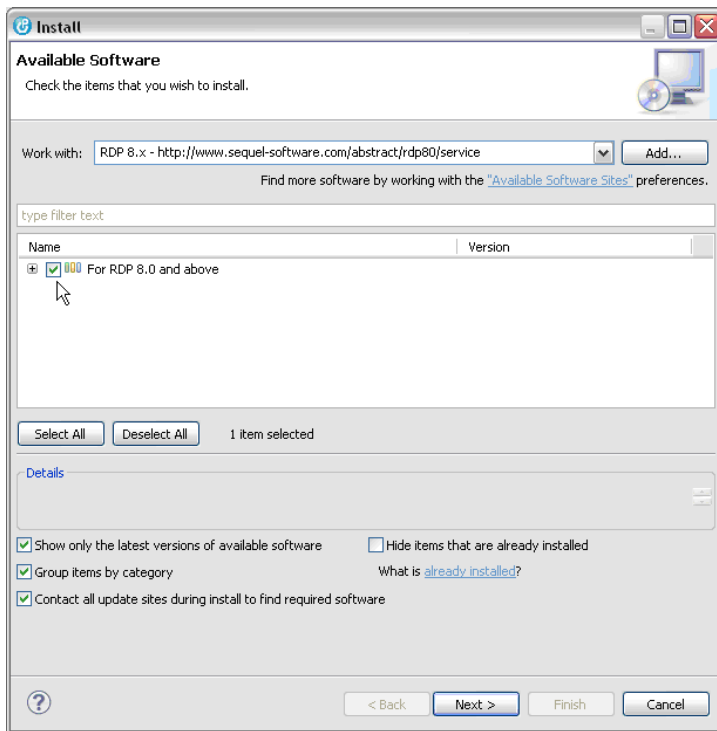 Install
Available Software
Check the items that you wish to install.
Work with: RDP 8.x - http://www.sequel-software.com/abstract/rdp80/service Add...
Find more software by working with the "Available Software Sites" preferences.
type filter text
Name Version
For RDP 8.0 and above
Select All Deselect All 1 item selected
Details
Show only the latest versions of available software Hide items that are already installed
Group items by category What is already installed?
Contact all update sites during install to find required software
? < Back Next > Finish Cancel